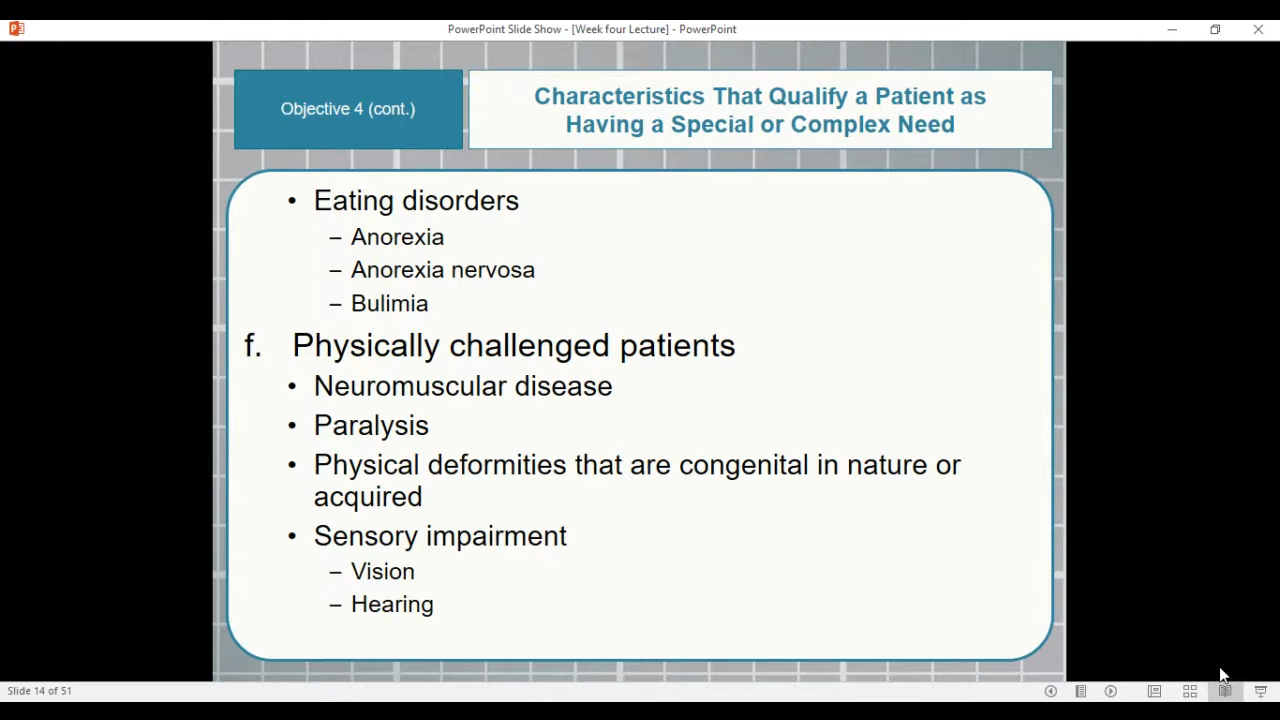 PowerPoint Slide Show - [Week four Lecture] - PowerPoint
Objective 4 (cont.)
Characteristics That Qualify a Patient as
Having a Special or Complex Need
• Eating disorders
– Anorexia
– Anorexia nervosa
– Bulimia
f. Physically challenged patients
• Neuromuscular disease
• Paralysis
• Physical deformities that are congenital in nature or
acquired
• Sensory impairment
– Vision
– Hearing
Slide 14 of 51